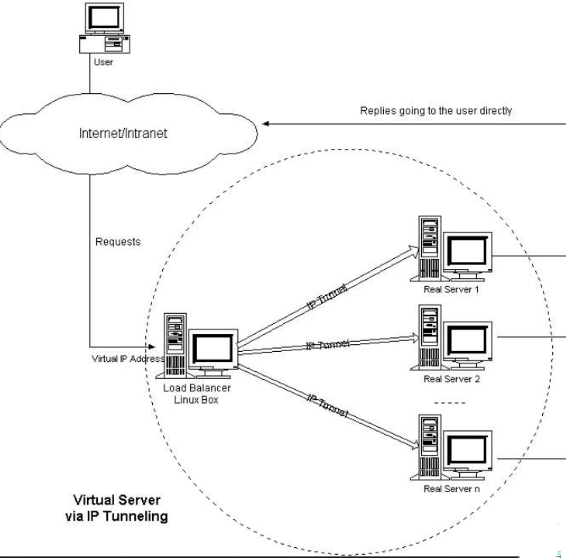 User
Replies going to the user directly
Internet/Intranet
Requests
Real Server 1
IP Tunnel
IP Tunnel
Virtual IP Address
Real Server 2
Load Balancer
Linux Box
IP Tunnel
Real Server n
Virtual Server
via IP Tunneling